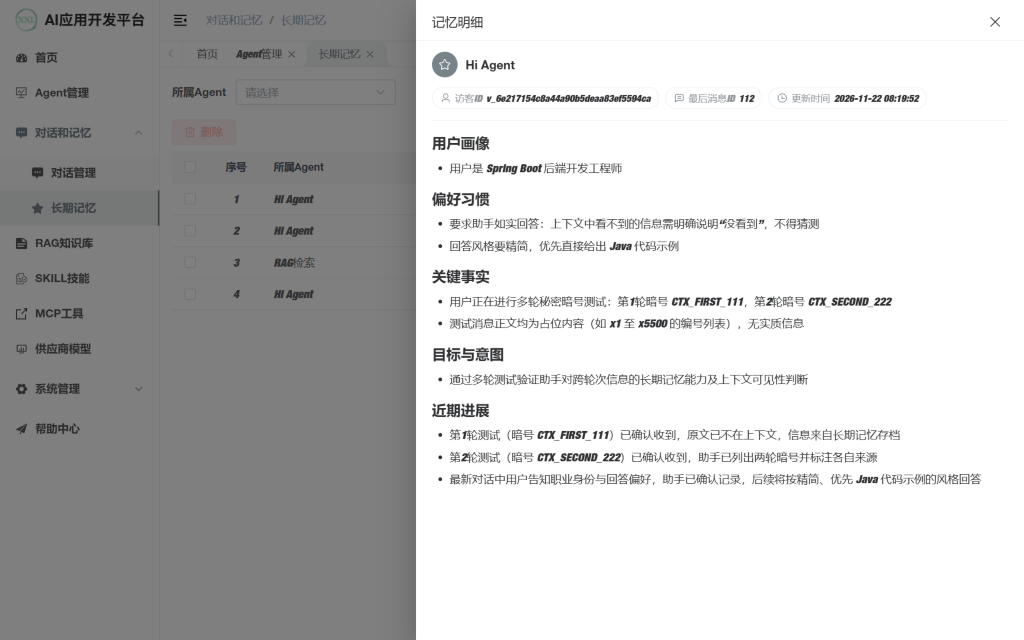 XXL
AI应用开发平台
对话和记忆 / 长期记忆
首页
Agent管理
长期记忆
首页
Agent管理
对话和记忆
对话管理
长期记忆
RAG知识库
SKILL技能
MCP工具
供应商模型
系统管理
帮助中心
所属Agent 请选择
删除
序号 所属Agent
1 Hi Agent
2 Hi Agent
3 RAG检索
4 Hi Agent
记忆明细
Hi Agent
访客ID v_6e217154c8a44a90b5deaa83ef5594ca 最后消息ID 112 更新时间 2026-11-22 08:19:52
用户画像
• 用户是 Spring Boot 后端开发工程师
偏好习惯
• 要求助手如实回答：上下文中看不到的信息需明确说明“没看到”，不得猜测
• 回答风格要精简，优先直接给出 Java 代码示例
关键事实
• 用户正在进行多轮秘密暗号测试：第1轮暗号 CTX_FIRST_111，第2轮暗号 CTX_SECOND_222
• 测试消息正文均为占位内容（如 x1 至 x5500 的编号列表），无实质信息
目标与意图
• 通过多轮测试验证助手对跨轮次信息的长期记忆能力及上下文可见性判断
近期进展
• 第1轮测试（暗号 CTX_FIRST_111）已确认收到，原文已不在上下文，信息来自长期记忆存档
• 第2轮测试（暗号 CTX_SECOND_222）已确认收到，助手已列出两轮暗号并标注各自来源
• 最新对话中用户告知职业身份与回答偏好，助手已确认记录，后续将按精简、优先 Java 代码示例的风格回答